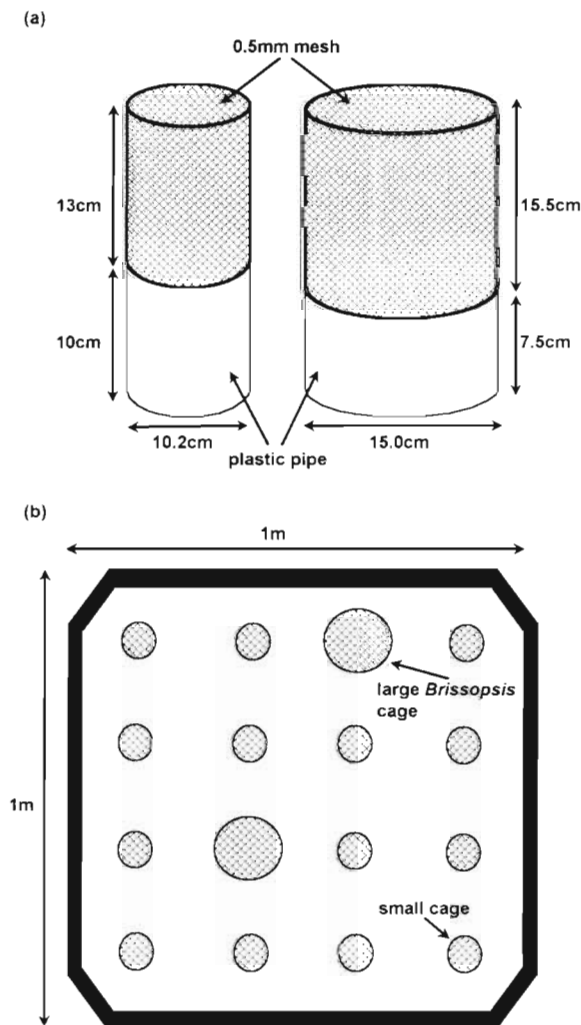 (a)
0.5mm mesh
13cm
15.5cm
10cm
7.5cm
10.2cm
15.0cm
plastic pipe
(b)
1m
large Brissopsis
cage
1m
small cage